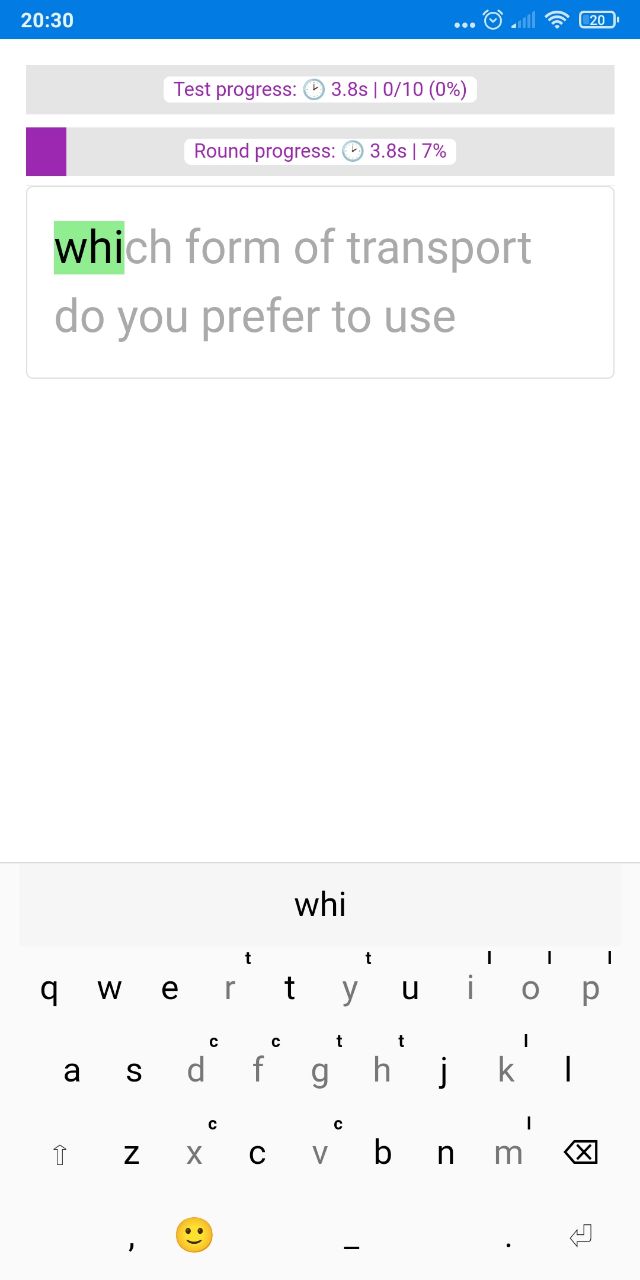 20:30
20
Test progress: 🕑 3.8s | 0/10 (0%)
Round progress: 🕑 3.8s | 7%
which form of transport
do you prefer to use
whi
t t l l l
q w e r t y u i o p
c c t t l
a s d f g h j k l
c c l
⇧ z x c v b n m ⌫
, 🙂 _ . ⏎